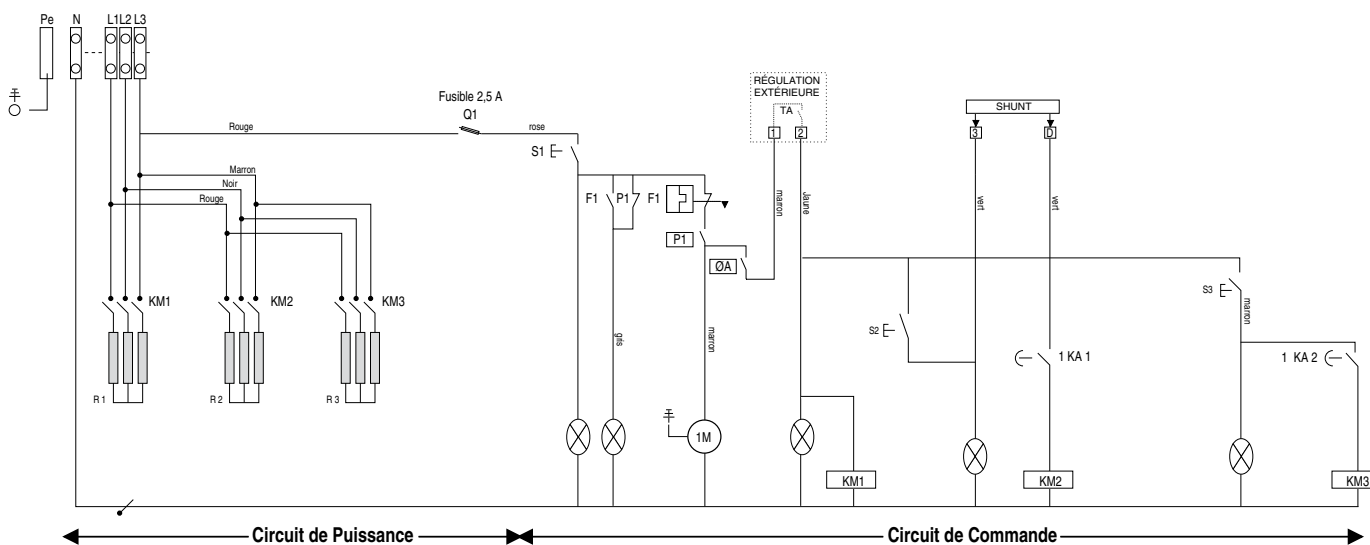 Pe N L1 L2 L3
RÉGULATION
EXTÉRIEURE
TA
1 2
SHUNT
3 D
Fusible 2,5 A
Q1
Rouge
rose
S1
Marron
Noir
Rouge
F1 P1 F1
P1
ØA
marron
Jaune
vert
vert
S2
S3
marron
KM1 KM2 KM3
1 KA 1
1 KA 2
gris
marron
R 1 R 2 R 3
1M
KM1 KM2 KM3
Circuit de Puissance
Circuit de Commande